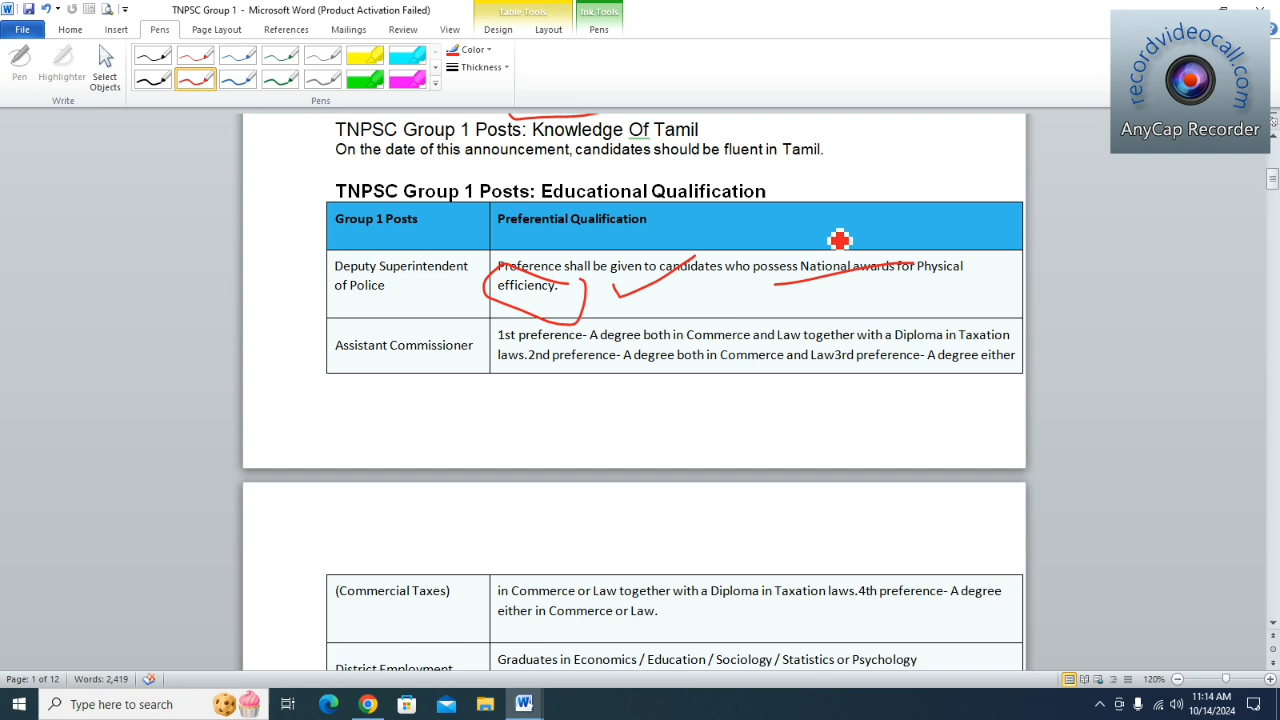 TNPSC Group 1 - Microsoft Word (Product Activation Failed)
Table Tools
Ink Tools
File
Home
Insert
Pens
Page Layout
References
Mailings
Review
View
Design
Layout
Pens
Pen
Highlighter
Select Objects
Color
Thickness
Write
Pens
recordvideocall.com
AnyCap Recorder
TNPSC Group 1 Posts: Knowledge Of Tamil
On the date of this announcement, candidates should be fluent in Tamil.
TNPSC Group 1 Posts: Educational Qualification
Group 1 Posts
Preferential Qualification
Deputy Superintendent
of Police
Preference shall be given to candidates who possess National awards for Physical
efficiency.
Assistant Commissioner
1st preference- A degree both in Commerce and Law together with a Diploma in Taxation
laws.2nd preference- A degree both in Commerce and Law3rd preference- A degree either
(Commercial Taxes)
in Commerce or Law together with a Diploma in Taxation laws.4th preference- A degree
either in Commerce or Law.
District Employment
Graduates in Economics / Education / Sociology / Statistics or Psychology
Page: 1 of 12
Words: 2,419
120%
Type here to search
11:14 AM
10/14/2024